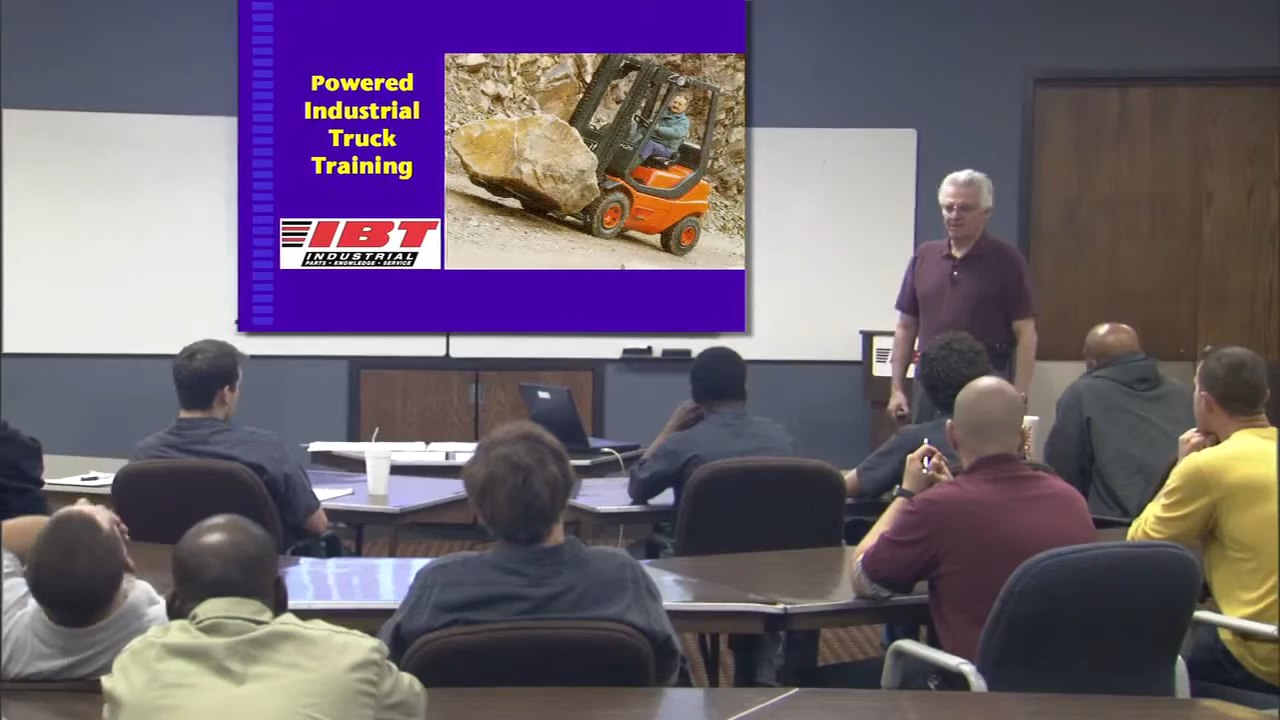 Powered
Industrial
Truck
Training
IBT
INDUSTRIAL
PARTS • KNOWLEDGE • SERVICE